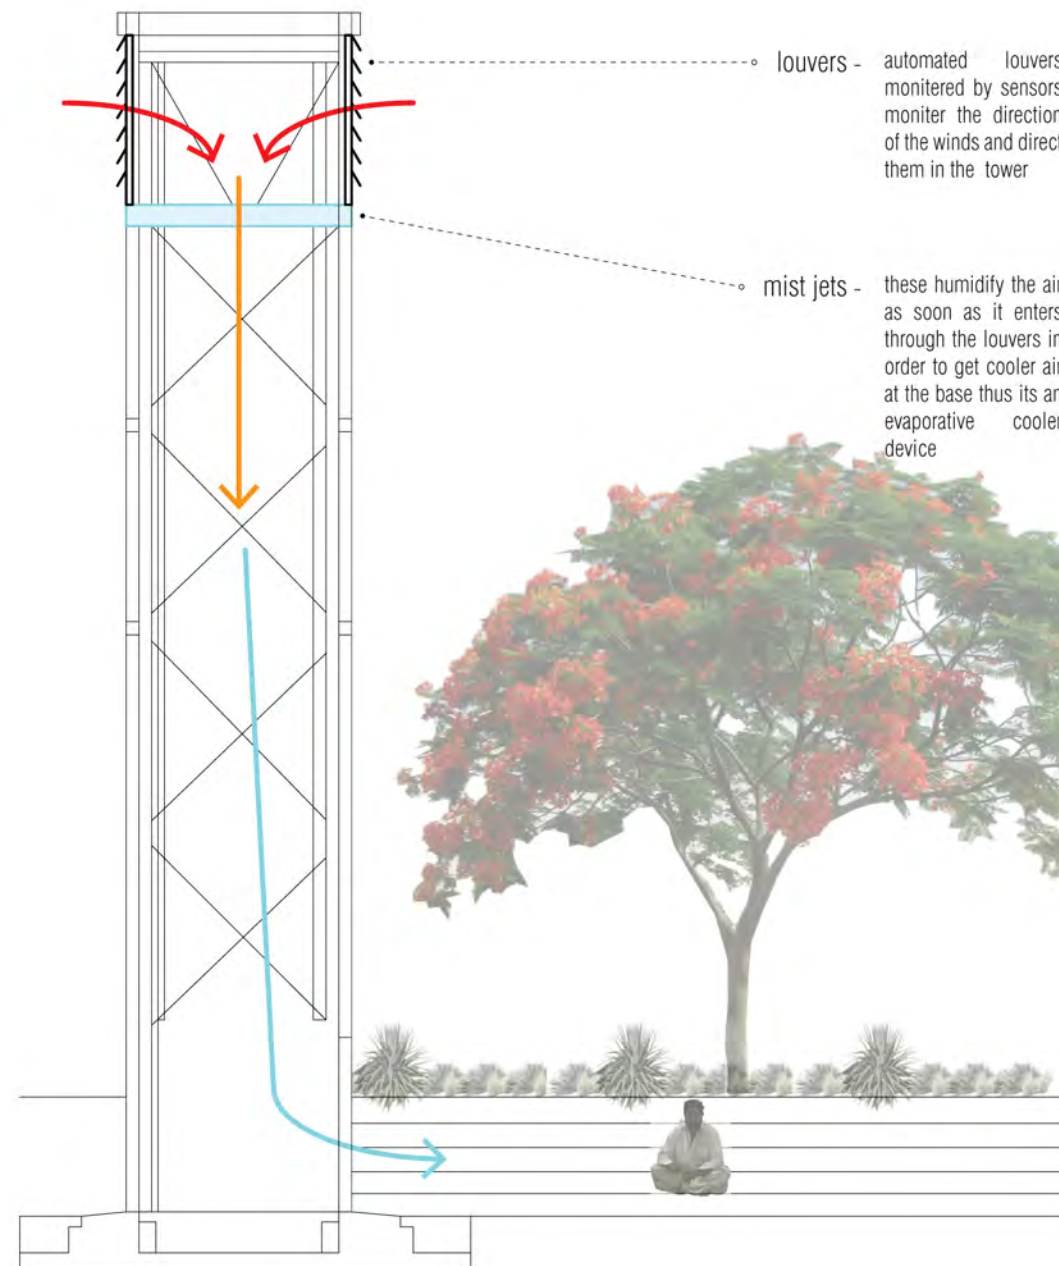 louvers - automated louvers
monitered by sensors
moniter the direction
of the winds and direct
them in the tower
mist jets - these humidify the air
as soon as it enters
through the louvers in
order to get cooler air
at the base thus its an
evaporative cooler
device